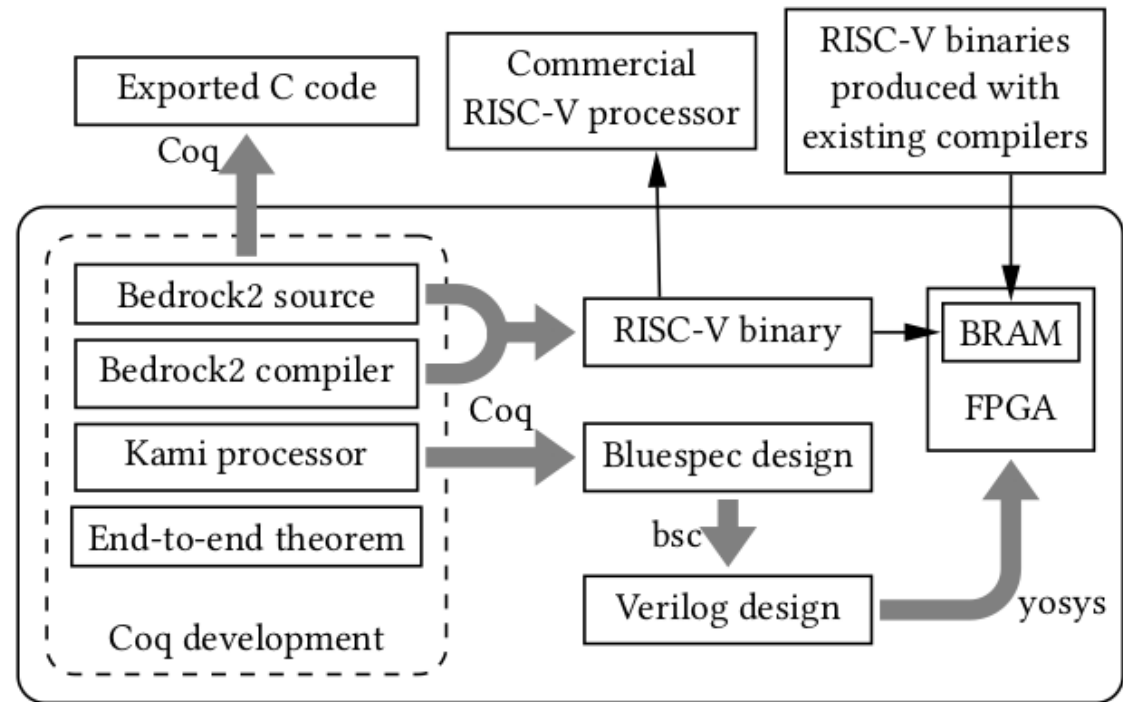 Exported C code
Commercial
RISC-V processor
RISC-V binaries
produced with
existing compilers
Coq
Bedrock2 source
Bedrock2 compiler
Kami processor
End-to-end theorem
Coq development
RISC-V binary
BRAM
FPGA
Coq
Bluespec design
bsc
Verilog design
yosys